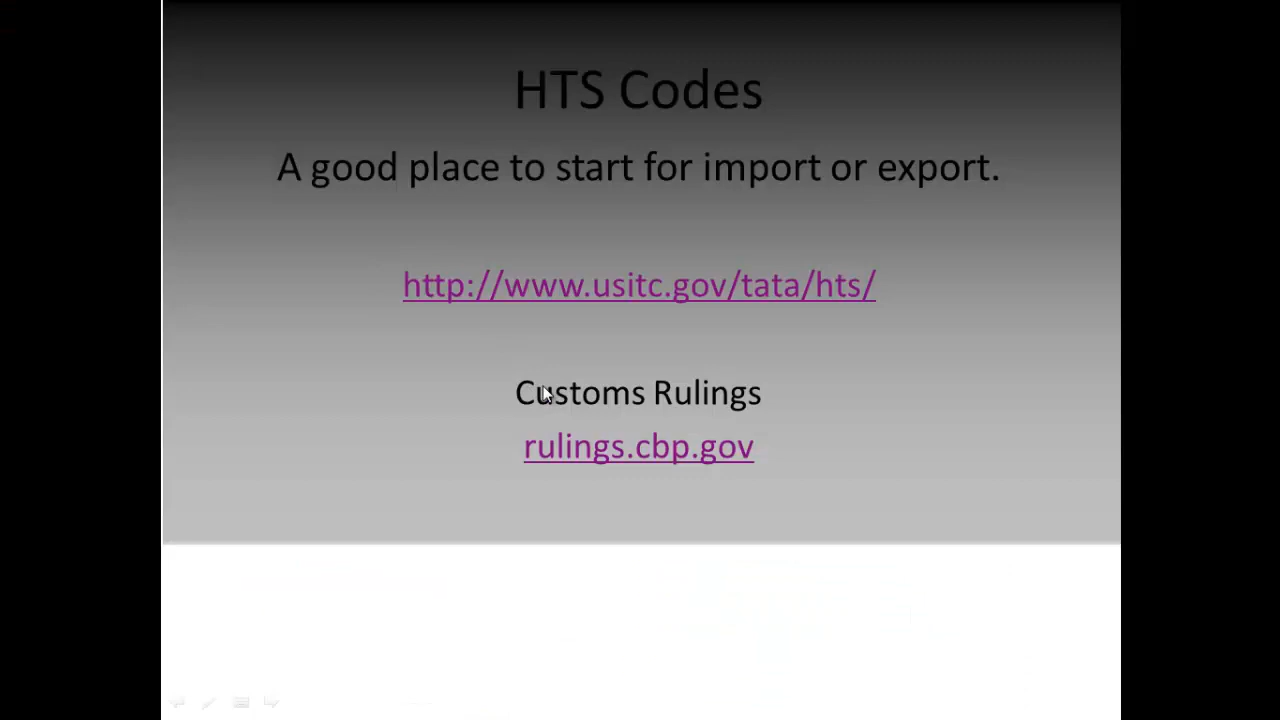 HTS Codes
A good place to start for import or export.
http://www.usitc.gov/tata/hts/
Customs Rulings
rulings.cbp.gov